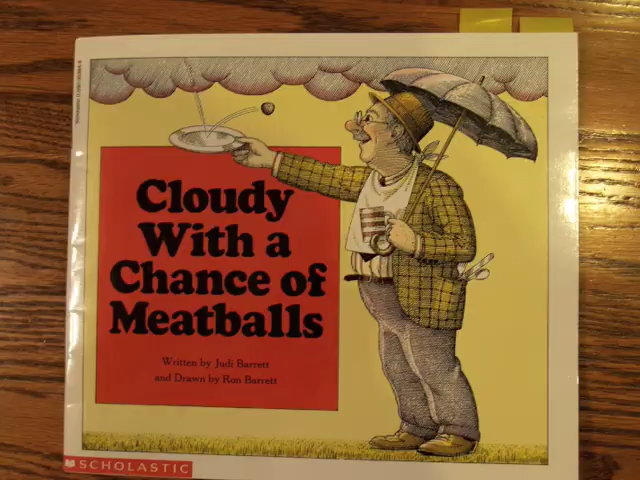 Cloudy
With a
Chance of
Meatballs
Written by Judi Barrett
and Drawn by Ron Barrett
SCHOLASTIC